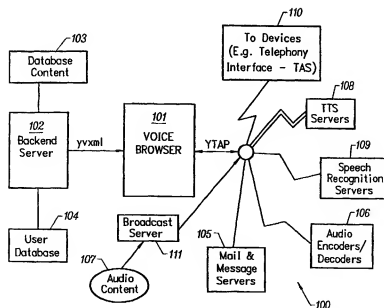 110
To Devices
(E.g. Telephony
Interface - TAS)
103
Database
Content
108
TTS
Servers
102
Backend
Server
yvxml
101
VOICE
BROWSER
YTAP
109
Speech
Recognition
Servers
104
User
Database
Broadcast
Server
111
105
Mail &
Message
Servers
106
Audio
Encoders/
Decoders
107
Audio
Content
100